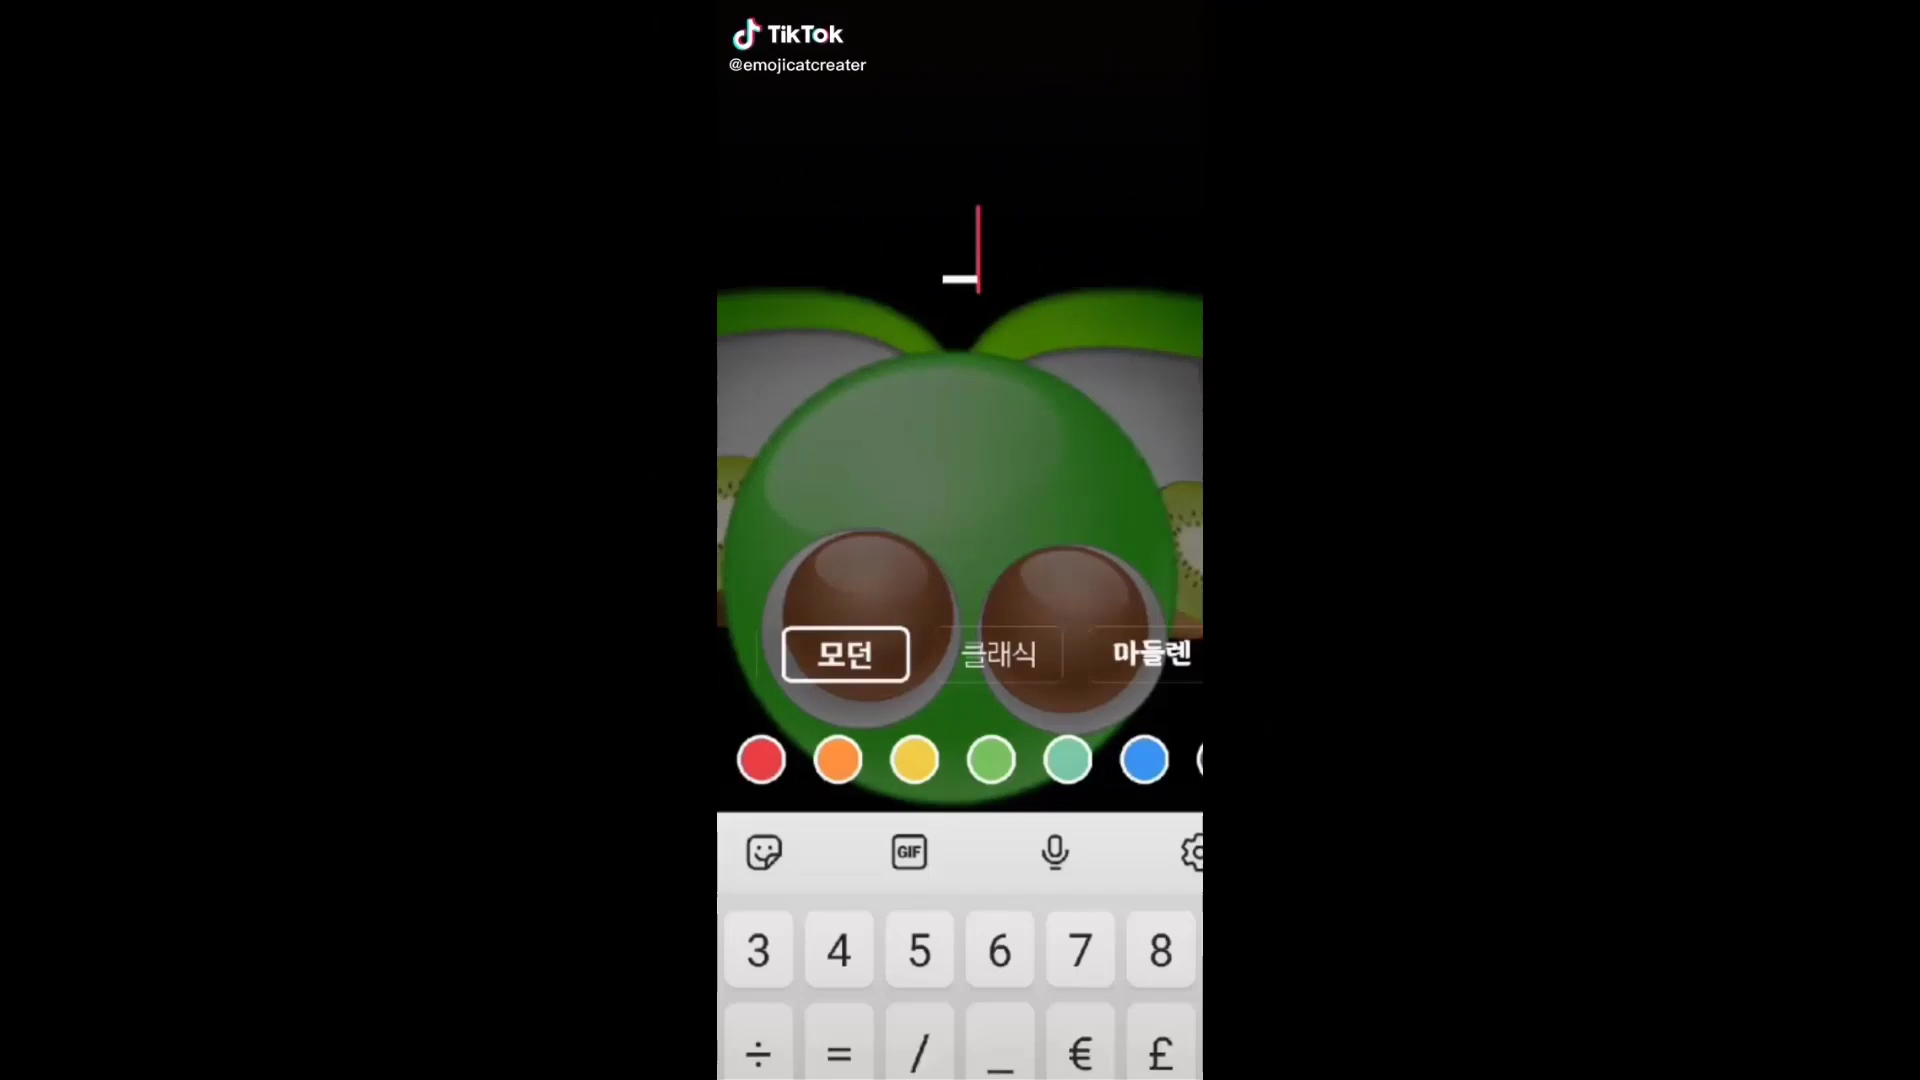 TikTok
@emojicatcreater
_
모던 클래식 마들렌
GIF
3 4 5 6 7 8
÷ = / _ € £